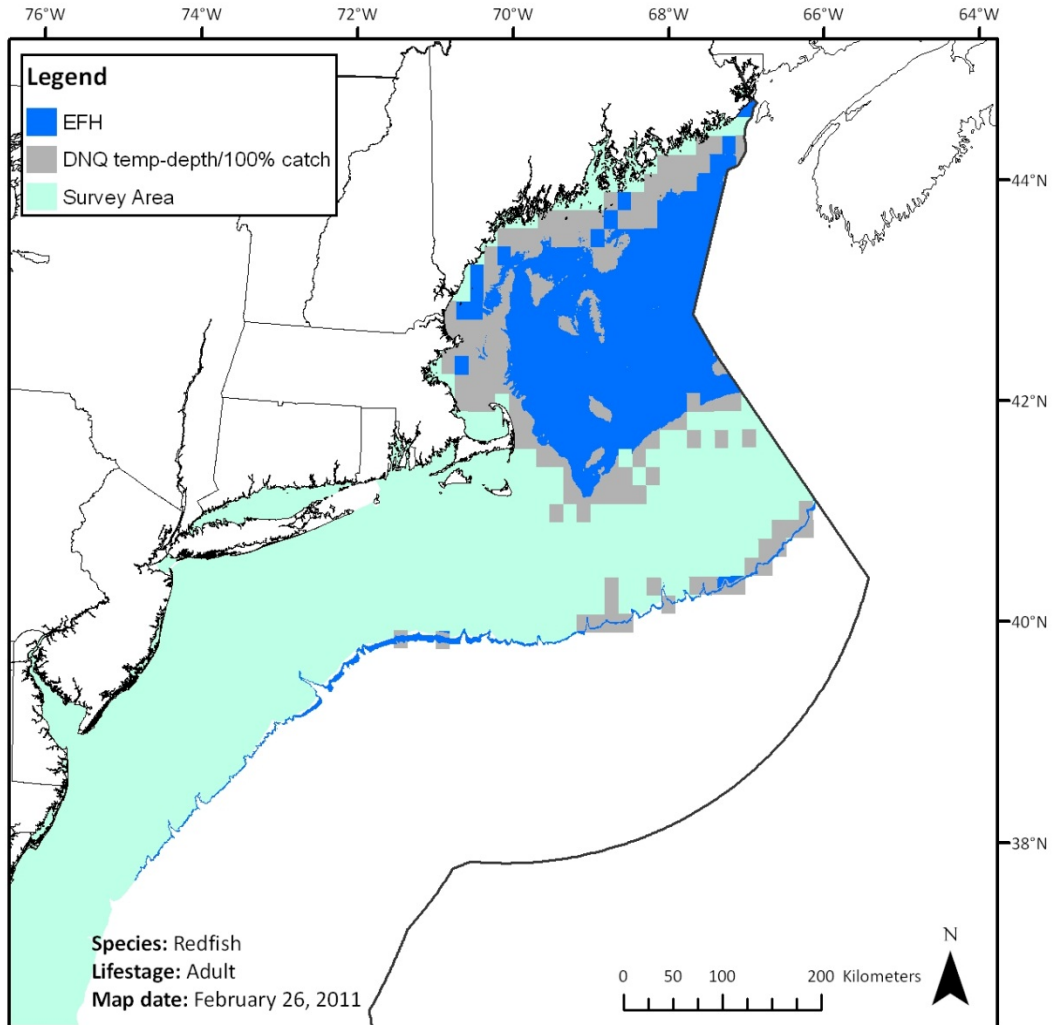 76°W 74°W 72°W 70°W 68°W 66°W 64°W
Legend
EFH
DNQ temp-depth/100% catch
Survey Area
44°N
42°N
40°N
38°N
Species: Redfish
Lifestage: Adult
Map date: February 26, 2011
0 50 100 200 Kilometers
N